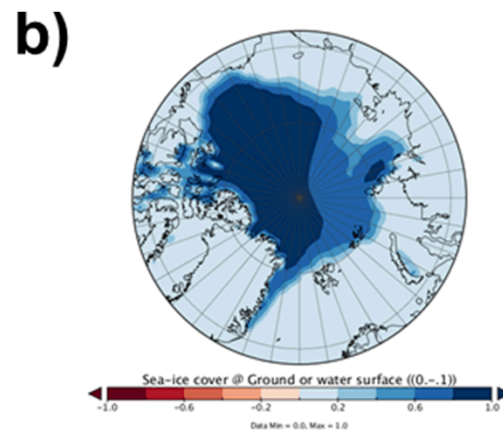 b)
Sea-ice cover @ Ground or water surface ((0.-.1))
-1.0 -0.6 -0.2 0.2 0.6 1.0
Data Min = 0.0, Max = 1.0